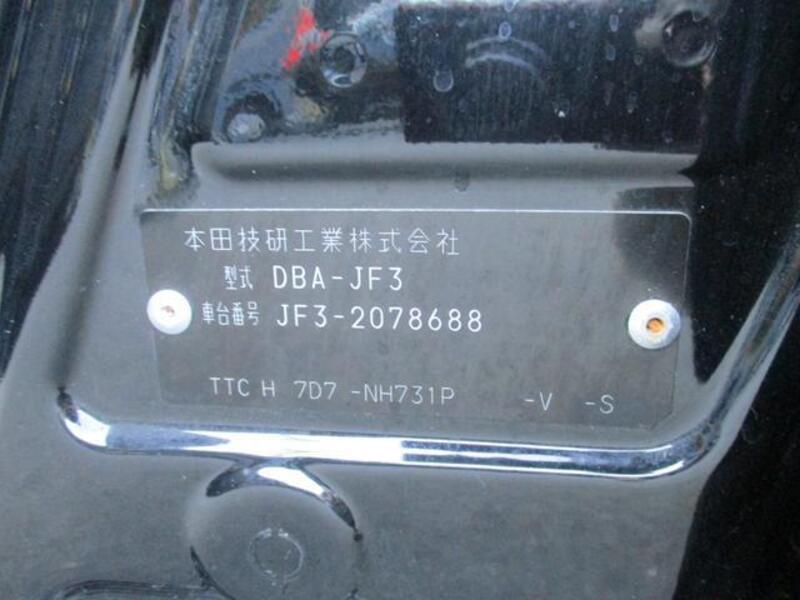 本田技研工業株式会社
型式 DBA-JF3
車台番号 JF3-2078688
TTC H 7D7 -NH731P -V -S